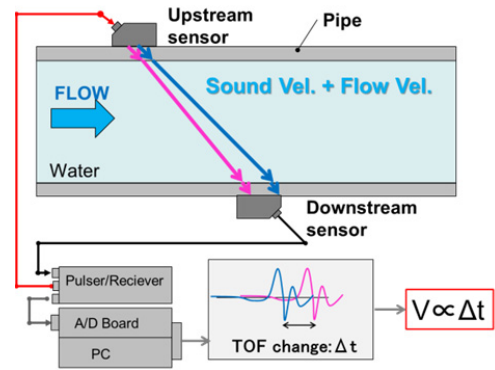 Upstream
sensor
Pipe
FLOW
Sound Vel. + Flow Vel.
Water
Downstream
sensor
Pulser/Reciever
A/D Board
PC
TOF change:Δt
V∝Δt